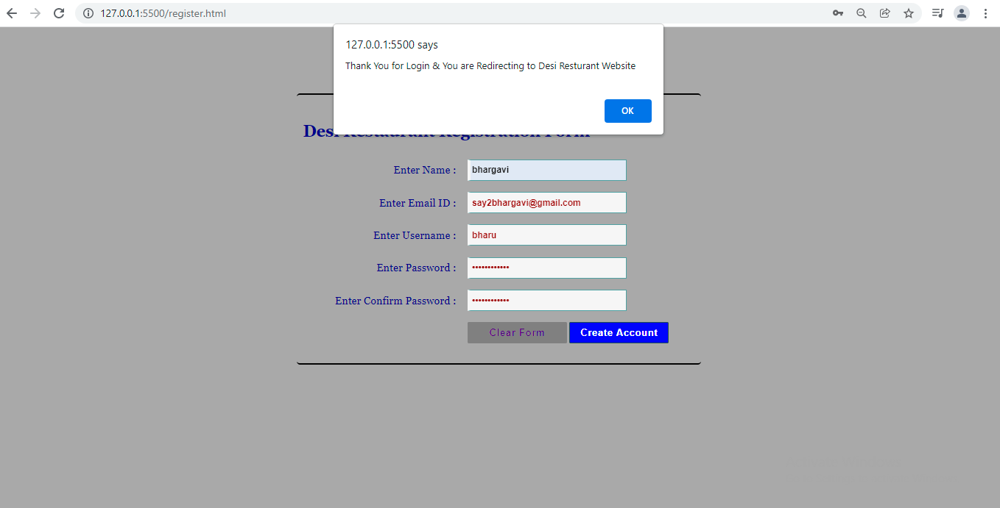 127.0.0.1:5500/register.html
127.0.0.1:5500 says
Thank You for Login & You are Redirecting to Desi Resturant Website
OK
Desi Restaurant Registration Form
Enter Name : bhargavi
Enter Email ID : say2bhargavi@gmail.com
Enter Username : bharu
Enter Password : ••••••••••••
Enter Confirm Password : ••••••••••••
Clear Form Create Account